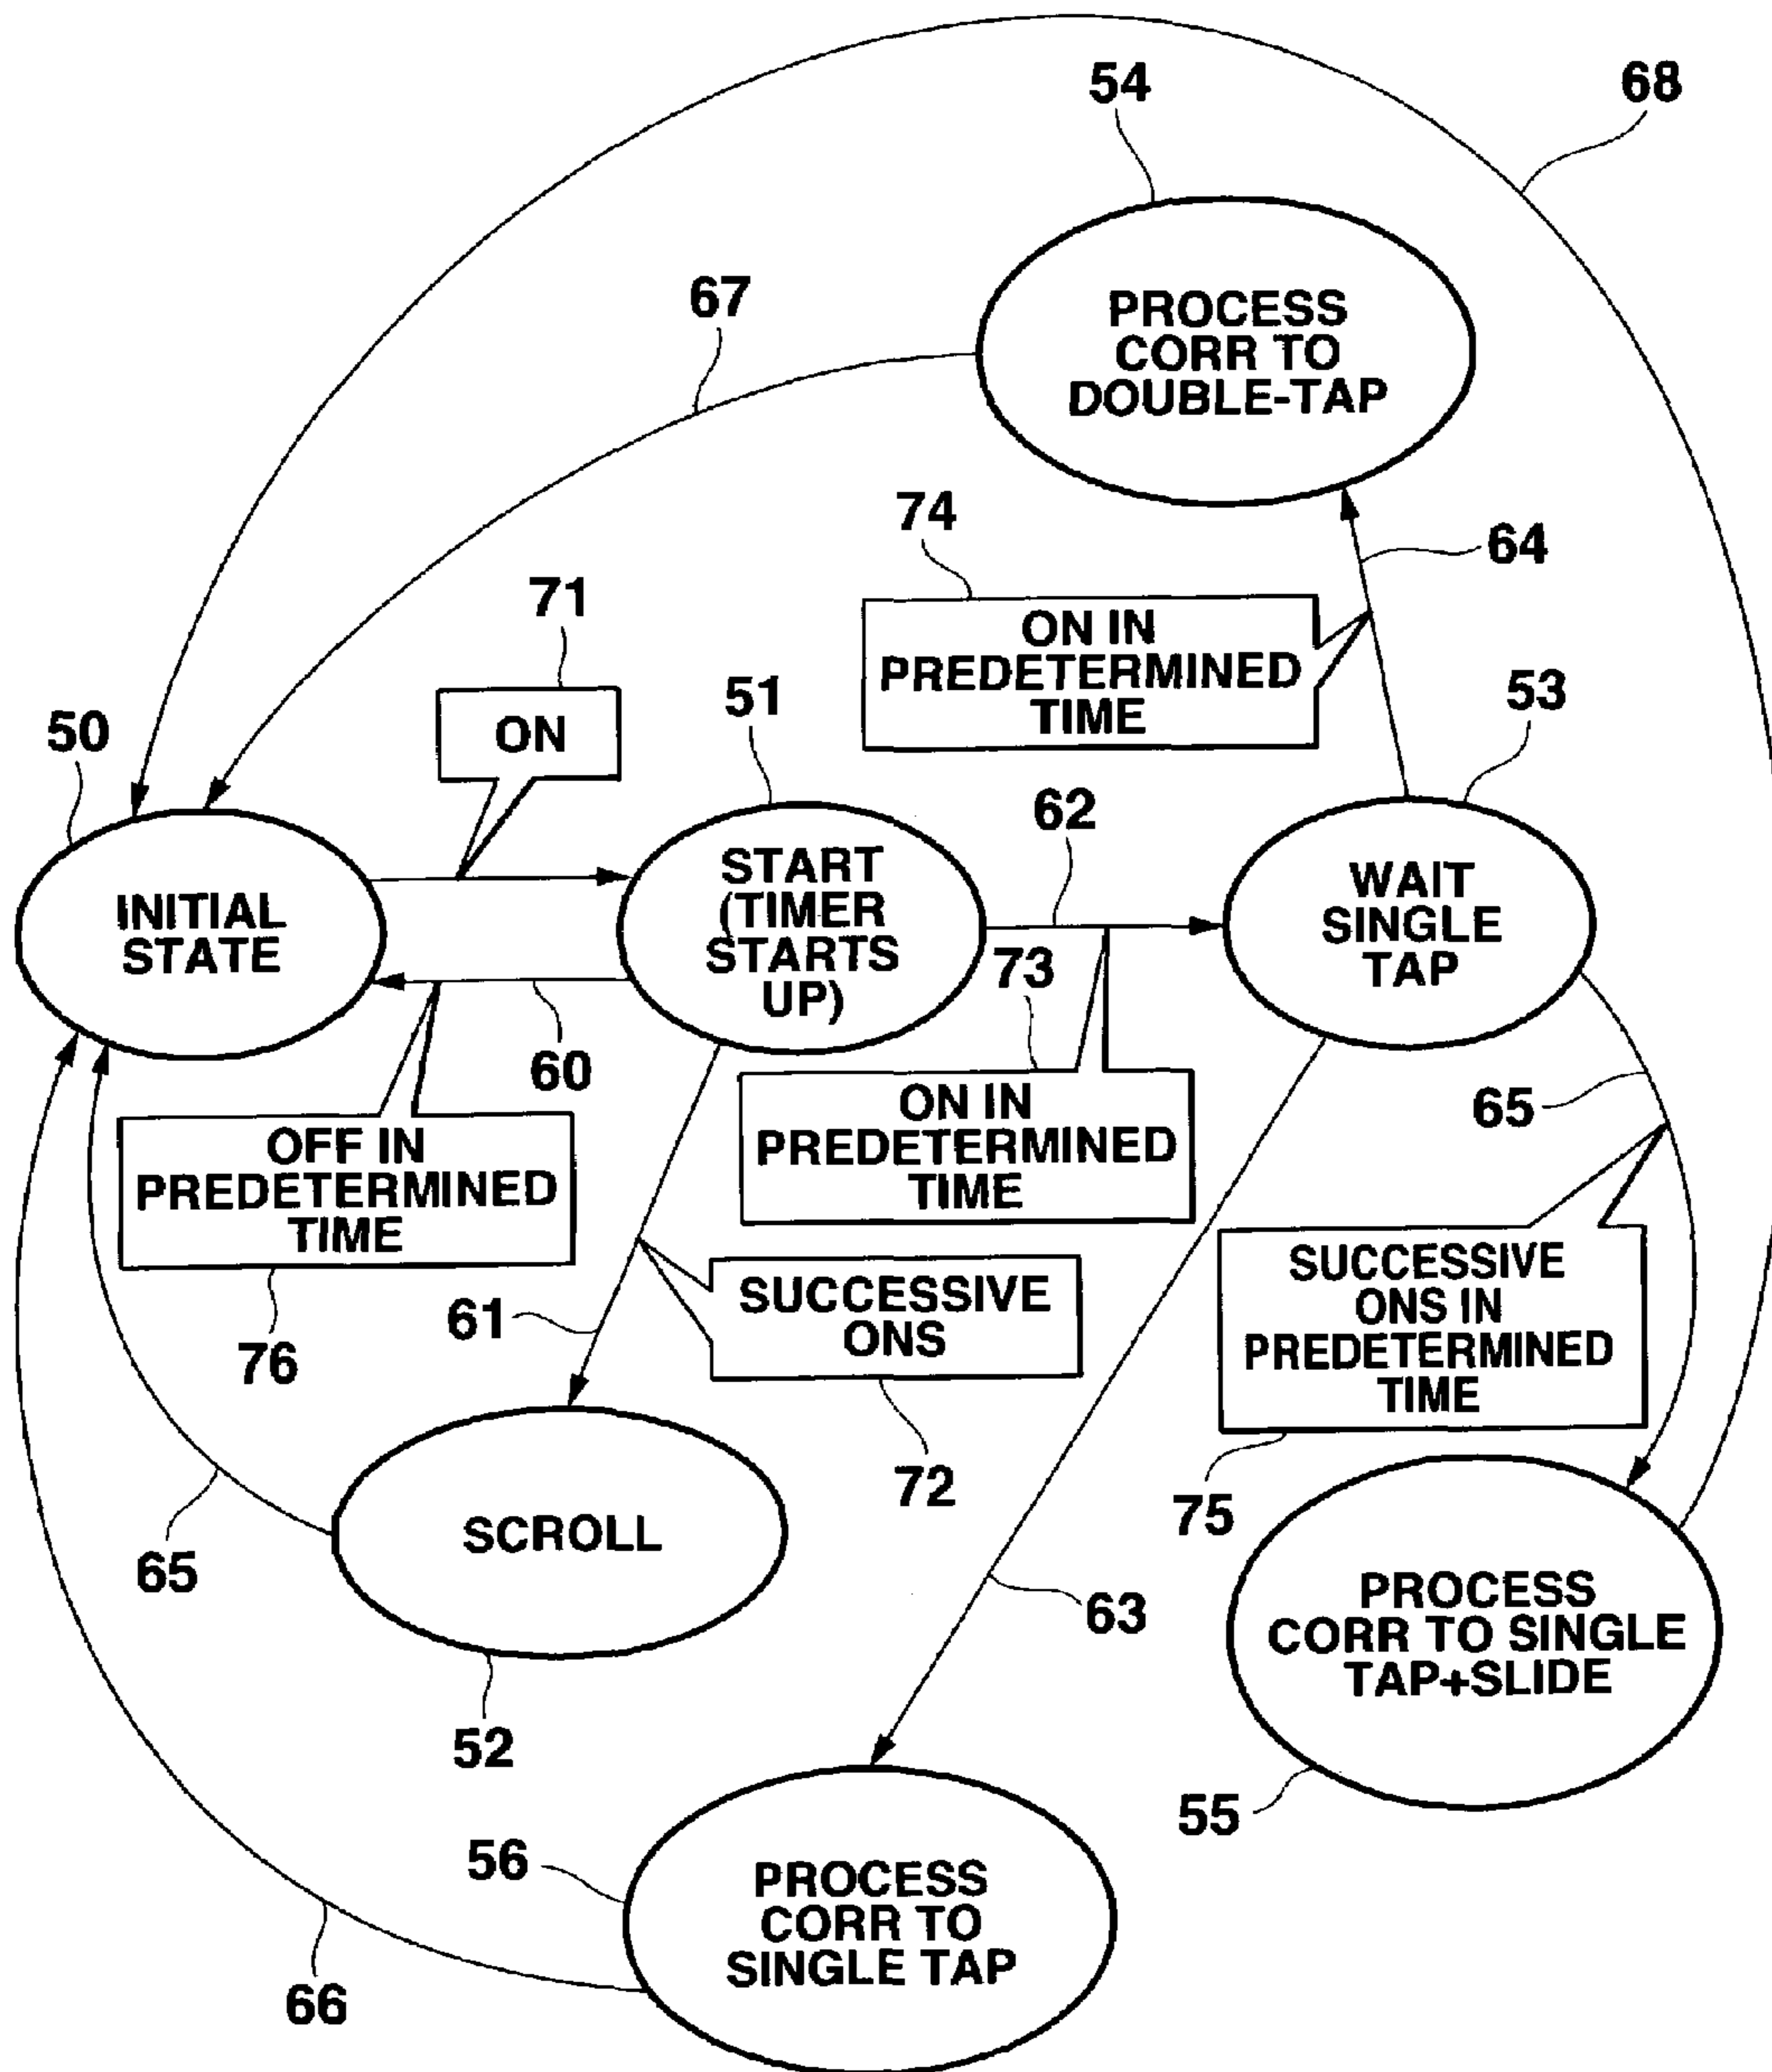 54
68
PROCESS
CORR TO
DOUBLE-TAP
67
74
64
71
ON IN
PREDETERMINED
TIME
51
53
50
ON
62
START
(TIMER
STARTS
UP)
WAIT
SINGLE
TAP
INITIAL
STATE
73
60
ON IN
PREDETERMINED
TIME
65
OFF IN
PREDETERMINED
TIME
76
61
SUCCESSIVE
ONS
SUCCESSIVE
ONS IN
PREDETERMINED
TIME
72
75
SCROLL
65
63
PROCESS
CORR TO SINGLE
TAP+SLIDE
52
55
56
PROCESS
CORR TO
SINGLE TAP
66